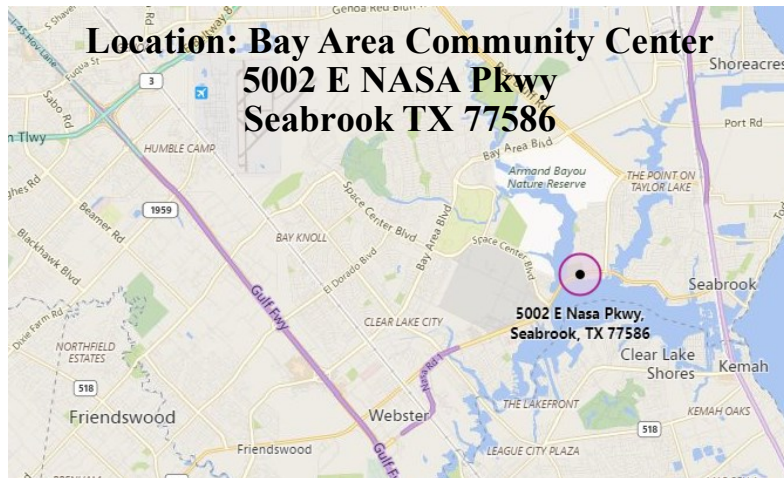 Location: Bay Area Community Center
5002 E NASA Pkwy
Seabrook TX 77586
Genoa Red Bluff Rd
Shoreacres
Fuqua St
3
Sabo Rd
Port Rd
HUMBLE CAMP
Bay Area Blvd
Armand Bayou
Nature Reserve
THE POINT ON
TAYLOR LAKE
1959
Beamer Rd
Space Center Blvd
Bay Area Blvd
BAY KNOLL
Space Center Blvd
Blackhawk Blvd
El Dorado Blvd
Seabrook
Gulf Fwy
5002 E Nasa Pkwy,
Seabrook, TX 77586
CLEAR LAKE CITY
Dixie Farm Rd
NORTHFIELD
ESTATES
Clear Lake
Shores
Kemah
Nasa Rd 1
518
THE LAKEFRONT
KEMAH OAKS
Friendswood
Webster
518
Friendswood
LEAGUE CITY PLAZA